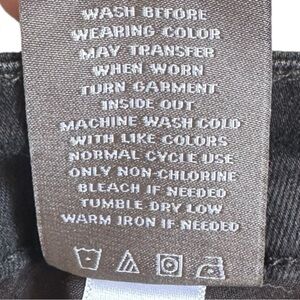 WASH BEFORE
WEARING COLOR
MAY TRANSFER
WHEN WORN
TURN GARMENT
INSIDE OUT
MACHINE WASH COLD
WITH LIKE COLORS
NORMAL CYCLE USE
ONLY NON-CHLORINE
BLEACH IF NEEDED
TUMBLE DRY LOW
WARM IRON IF NEEDED